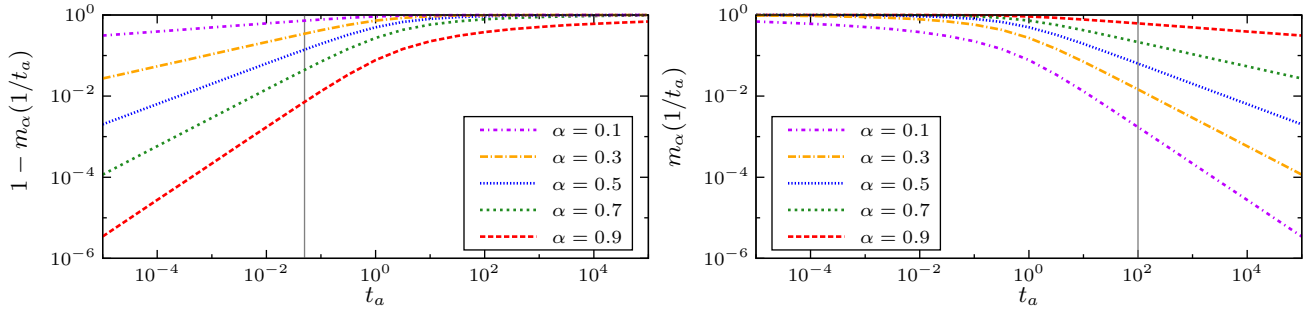 1 − m_α(1/t_a)
10^0
10^−2
10^−4
10^−6
10^−4
10^−2
10^0
10^2
10^4
t_a
α = 0.1
α = 0.3
α = 0.5
α = 0.7
α = 0.9
m_α(1/t_a)
10^0
10^−2
10^−4
10^−6
10^−4
10^−2
10^0
10^2
10^4
t_a
α = 0.1
α = 0.3
α = 0.5
α = 0.7
α = 0.9